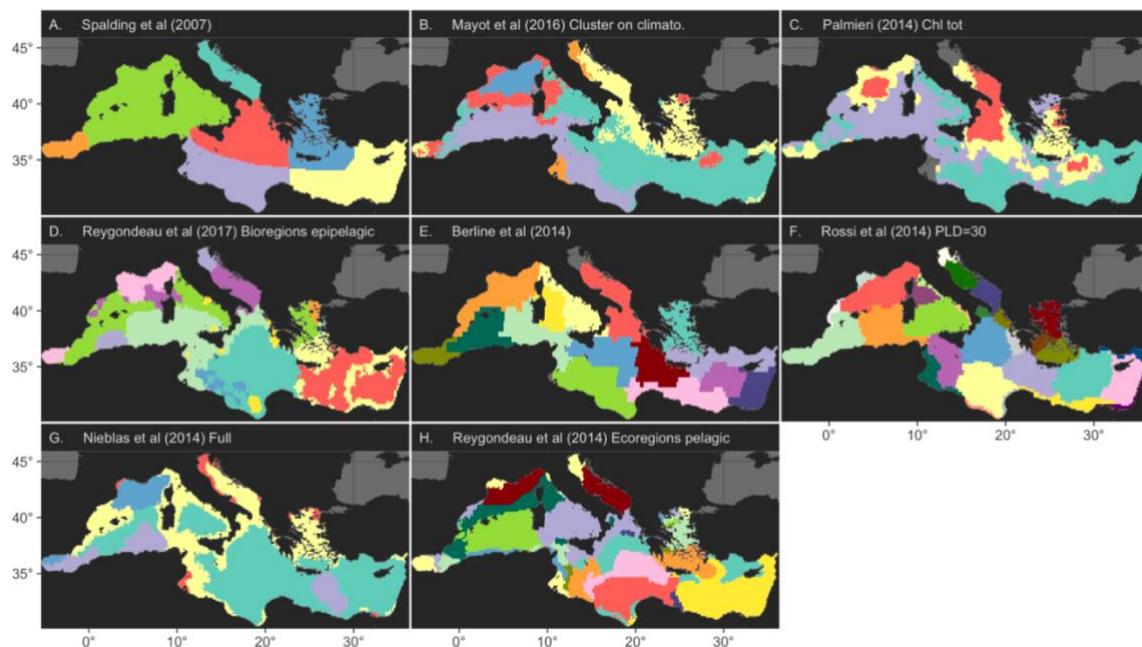 A. Spalding et al (2007)
B. Mayot et al (2016) Cluster on climato.
C. Palmieri (2014) Chl tot
45°
40°
35°
D. Reygondeau et al (2017) Bioregions epipelagic
E. Berline et al (2014)
F. Rossi et al (2014) PLD=30
45°
40°
35°
0° 10° 20° 30°
G. Nieblas et al (2014) Full
H. Reygondeau et al (2014) Ecoregions pelagic
45°
40°
35°
0° 10° 20° 30°
0° 10° 20° 30°